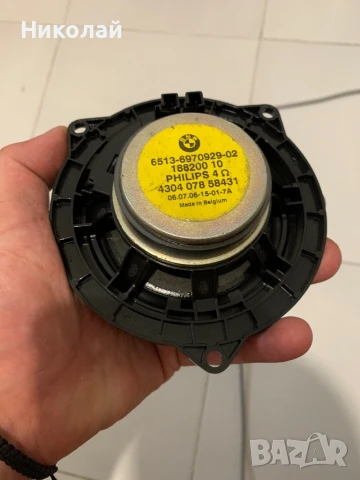 Николай
BMW
6513-6970929-02
188200 10
PHILIPS 4 Ω
4304 078 58431
06.07.06-15-01-7A
Made in Belgium
BAZAR.bg